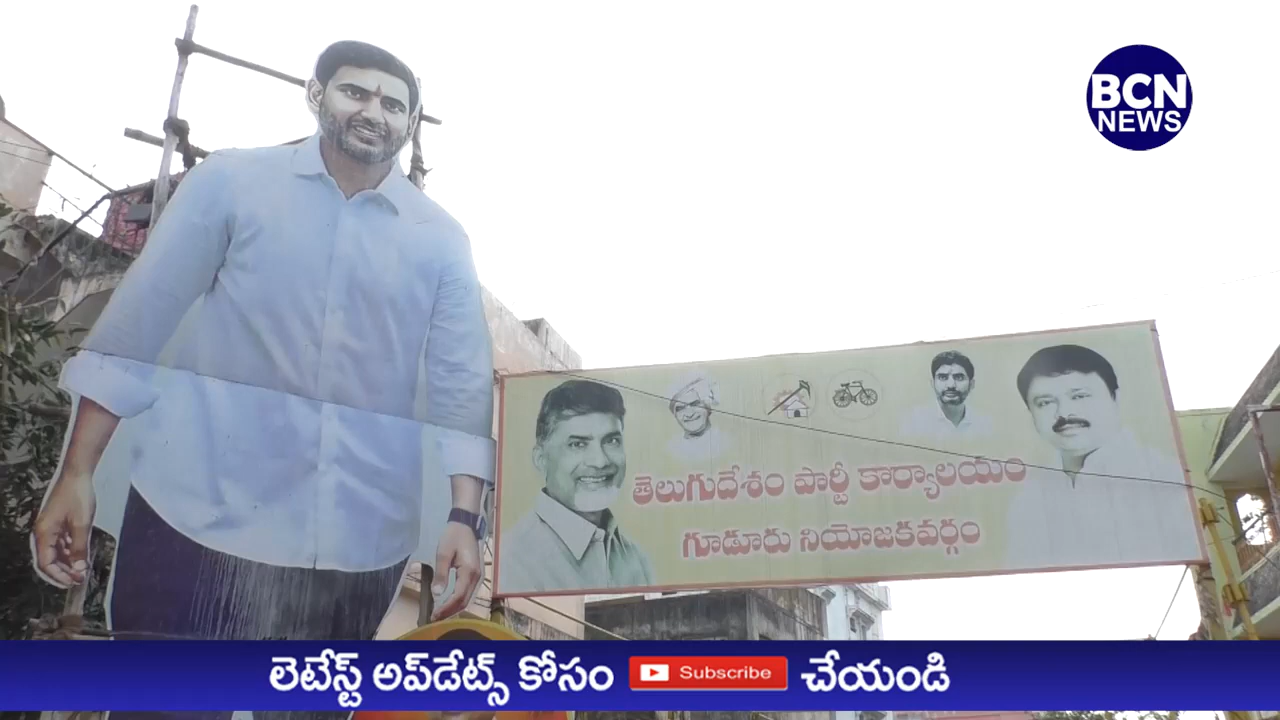 BCN
NEWS
తెలుగుదేశం పార్టీ కార్యాలయం
గూడూరు నియోజకవర్గం
లెటేస్ట్ అప్‌డేట్స్ కోసం Subscribe చేయండి